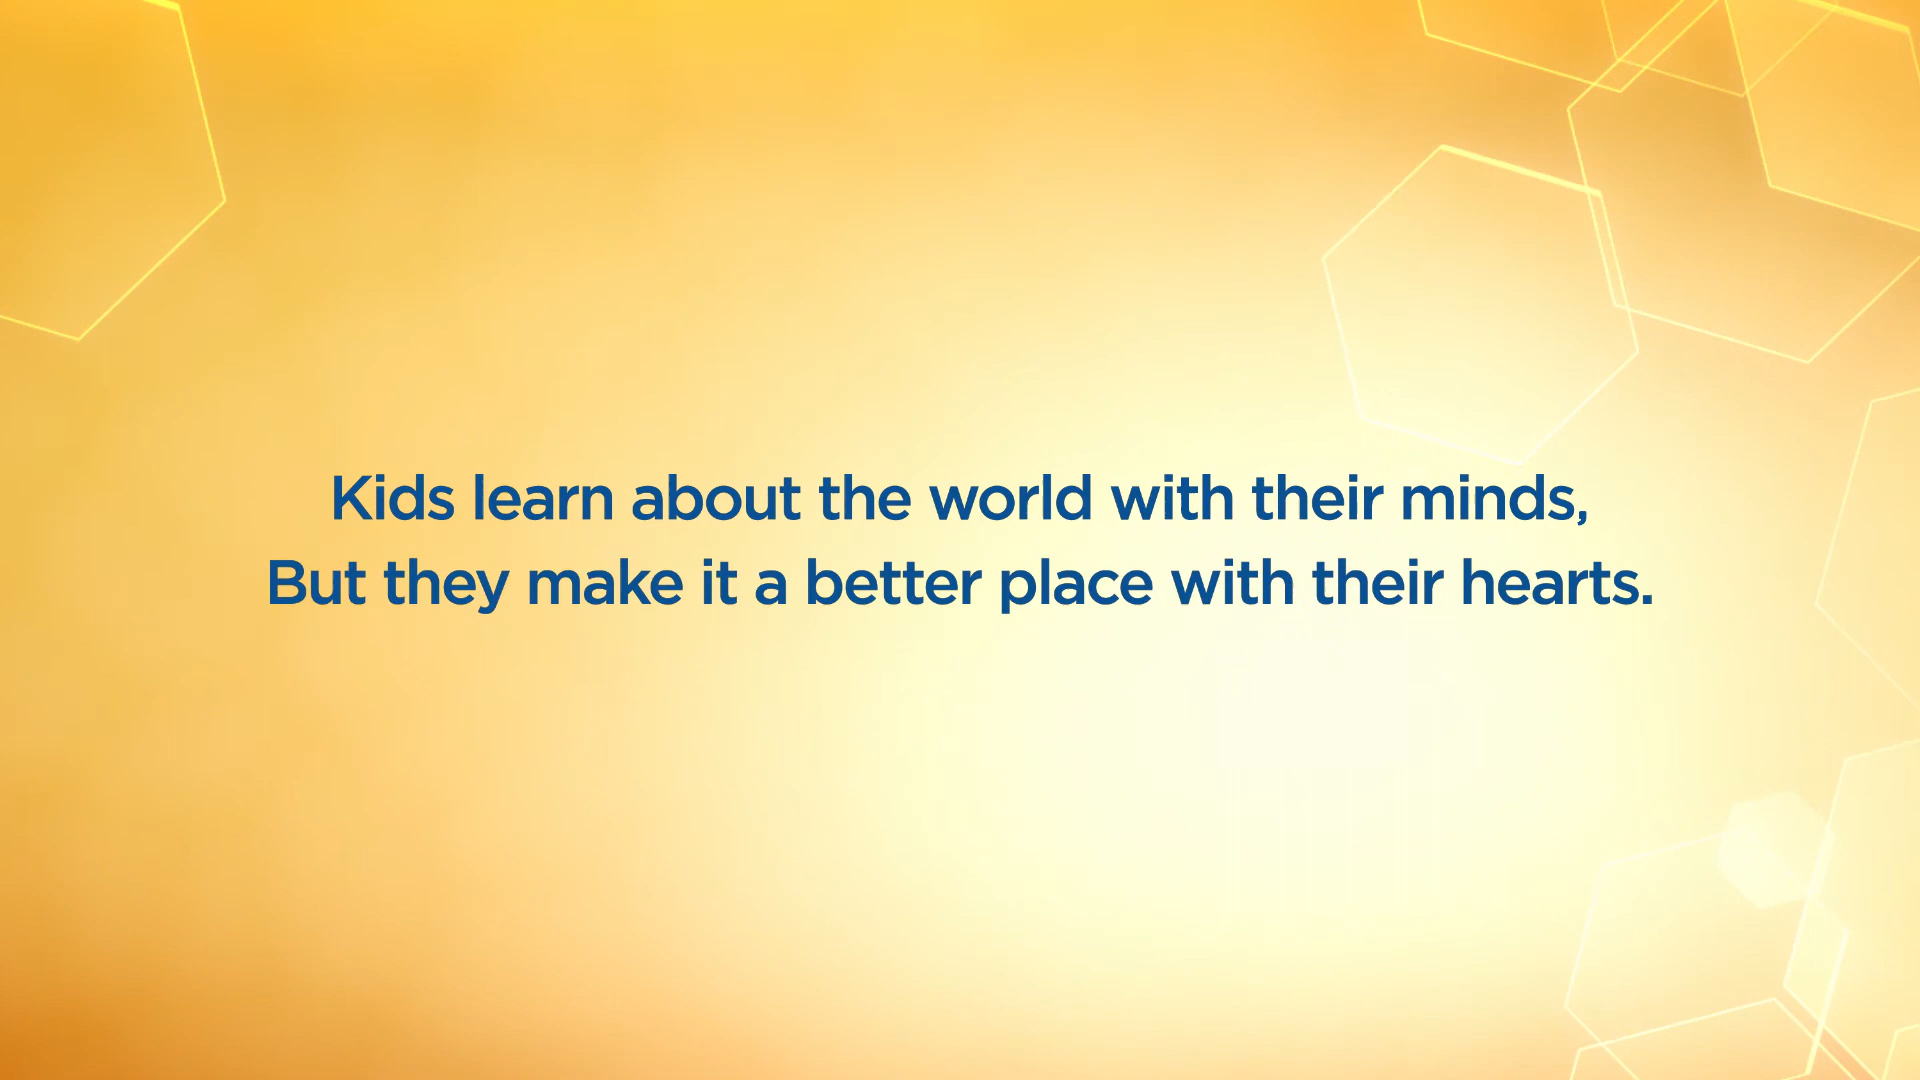 Kids learn about the world with their minds,
But they make it a better place with their hearts.